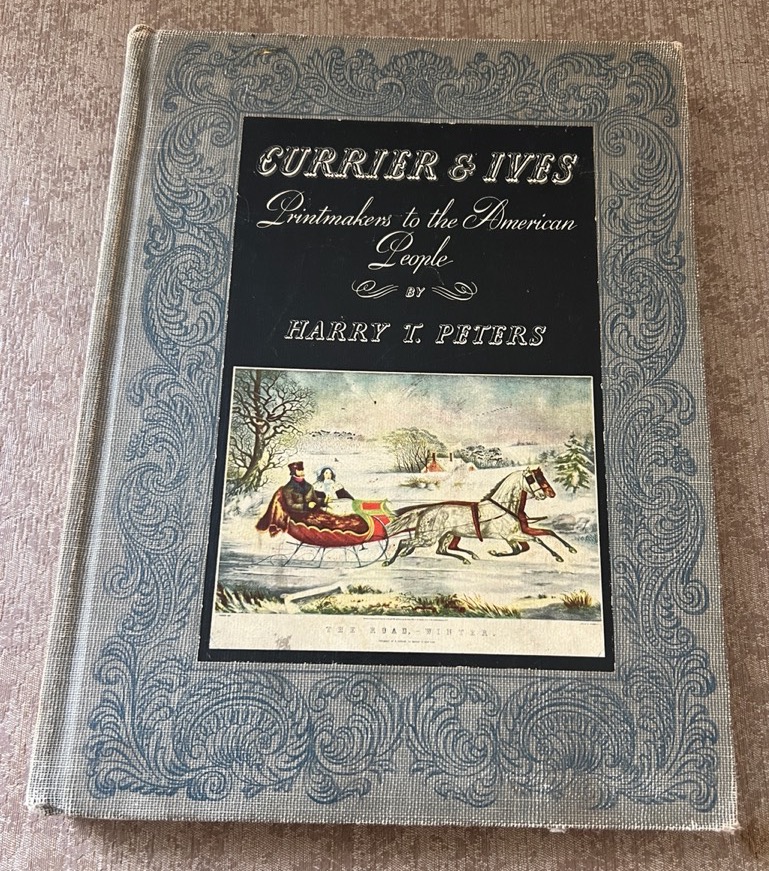 CURRIER & IVES
Printmakers to the American
People
BY
HARRY T. PETERS
THE ROAD,-WINTER.